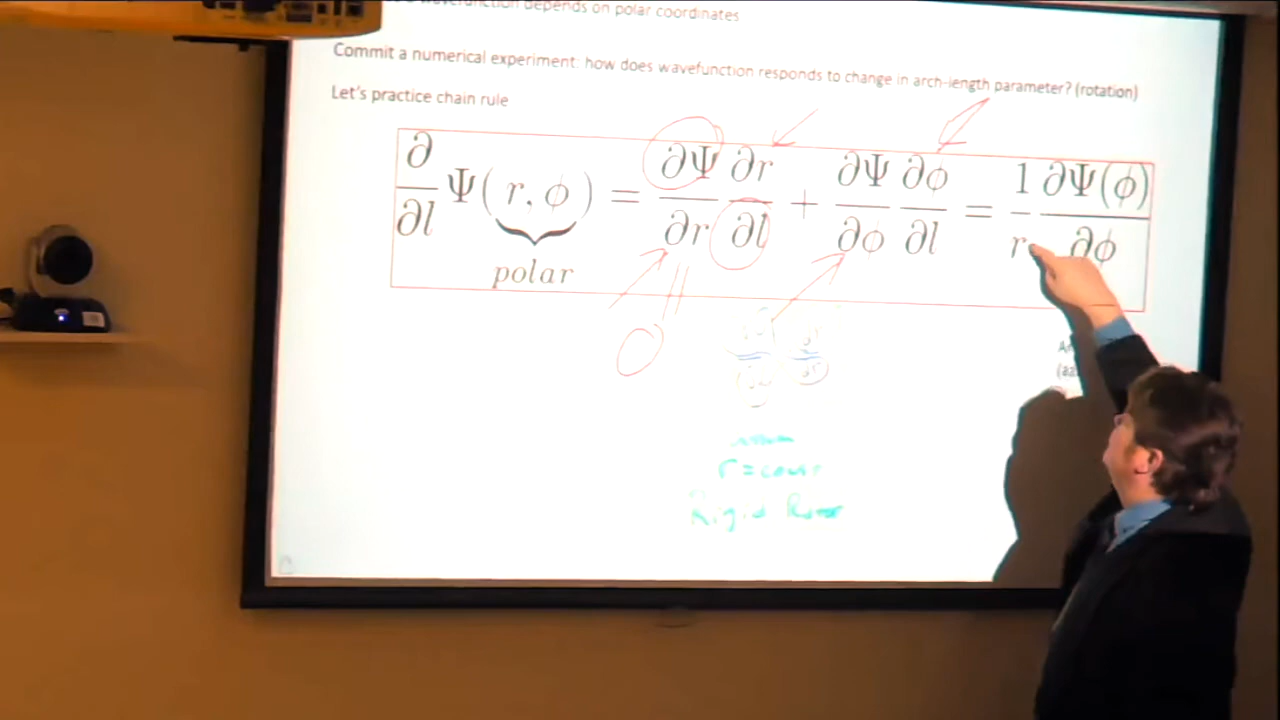 wavefunction depends on polar coordinates
Commit a numerical experiment: how does wavefunction responds to change in arch-length parameter? (rotation)
Let's practice chain rule
∂/∂l Ψ(r, ϕ) = ∂Ψ/∂r ∂r/∂l + ∂Ψ/∂ϕ ∂ϕ/∂l = 1/r ∂Ψ(ϕ)/∂ϕ
polar
r = const
Rigid Rotor